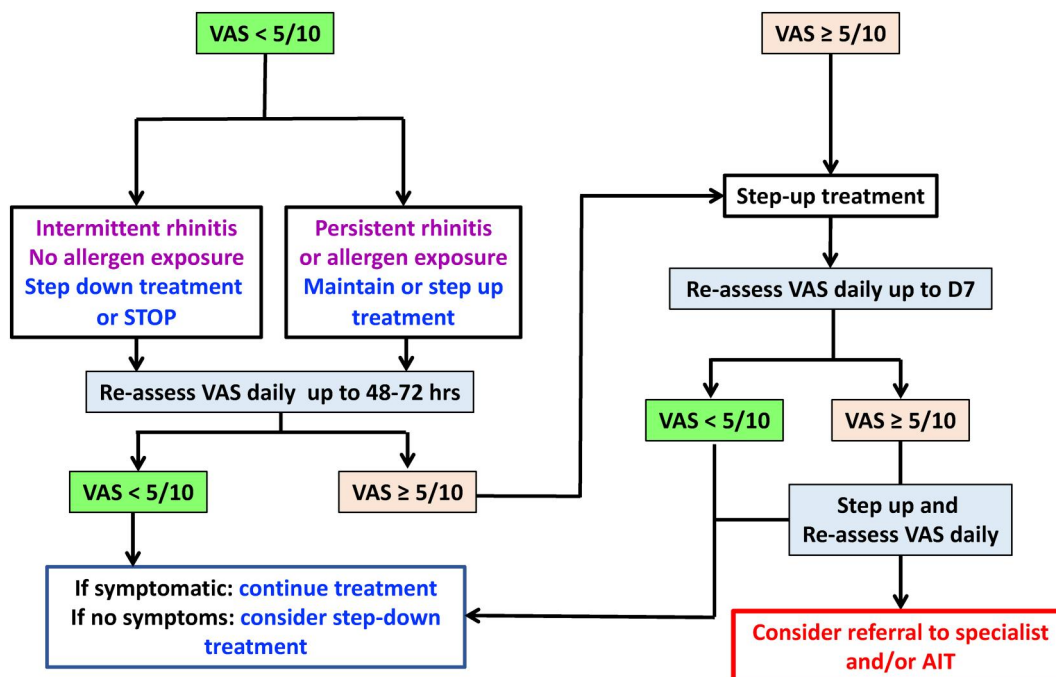 VAS < 5/10
VAS ≥ 5/10
Intermittent rhinitis
No allergen exposure
Step down treatment
or STOP
Persistent rhinitis
or allergen exposure
Maintain or step up
treatment
Step-up treatment
Re-assess VAS daily up to D7
Re-assess VAS daily up to 48-72 hrs
VAS < 5/10
VAS ≥ 5/10
VAS < 5/10
VAS ≥ 5/10
Step up and
Re-assess VAS daily
If symptomatic: continue treatment
If no symptoms: consider step-down
treatment
Consider referral to specialist
and/or AIT